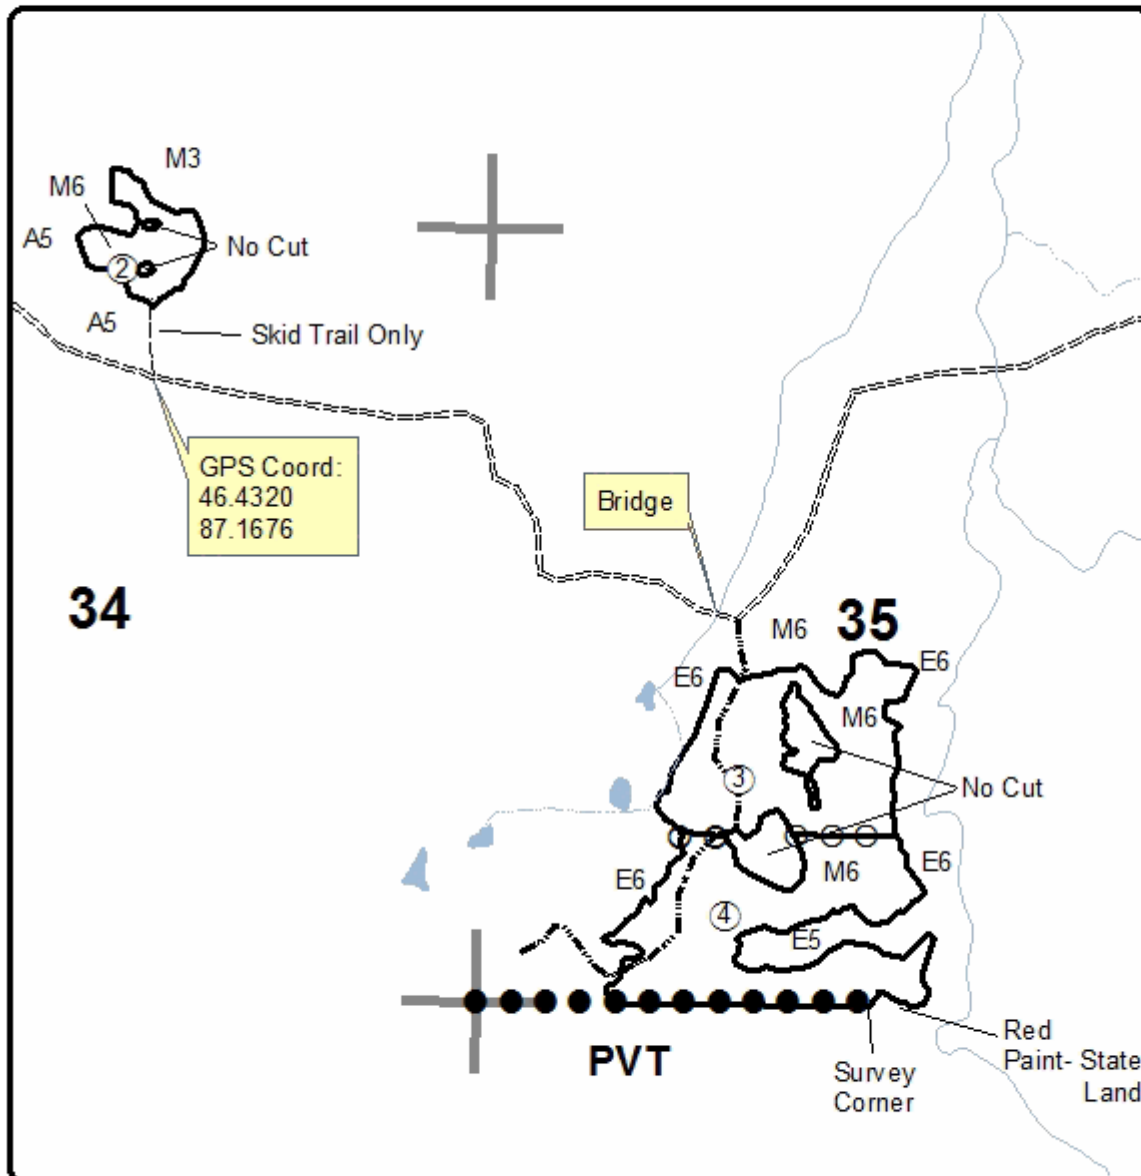 M3
M6
A5
No Cut
2
A5
Skid Trail Only
GPS Coord:
46.4320
87.1676
Bridge
34
35
M6
E6
E6
M6
3
No Cut
E6
M6
E6
4
E5
PVT
Red
Paint- State
Land
Survey
Corner